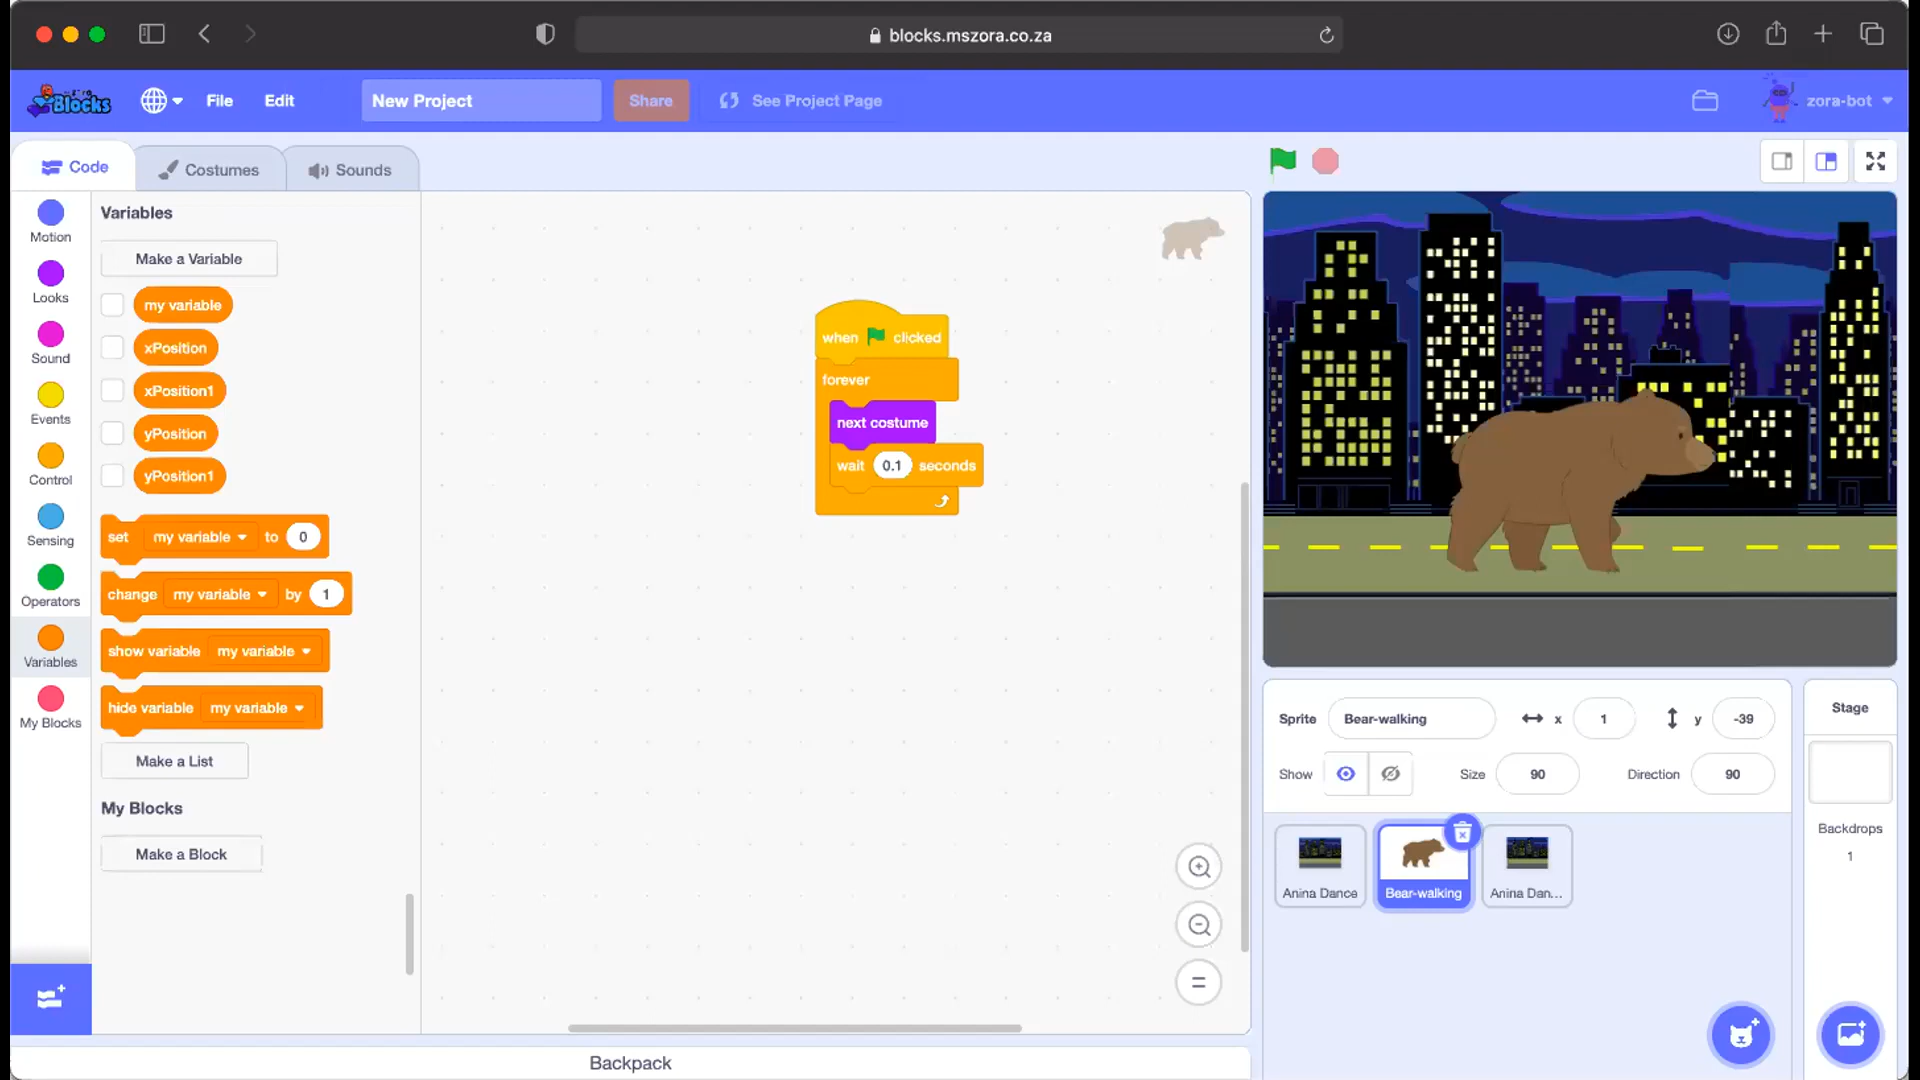 blocks.mszora.co.za
Blocks
File
Edit
New Project
Share
See Project Page
zora-bot
Code
Costumes
Sounds
Motion
Looks
Sound
Events
Control
Sensing
Operators
Variables
My Blocks
Variables
Make a Variable
my variable
xPosition
xPosition1
yPosition
yPosition1
set my variable to 0
change my variable by 1
show variable my variable
hide variable my variable
Make a List
My Blocks
Make a Block
when clicked
forever
next costume
wait 0.1 seconds
Backpack
Sprite Bear-walking x 1 y -39
Show Size 90 Direction 90
Anina Dance
Bear-walking
Anina Dan...
Stage
Backdrops
1